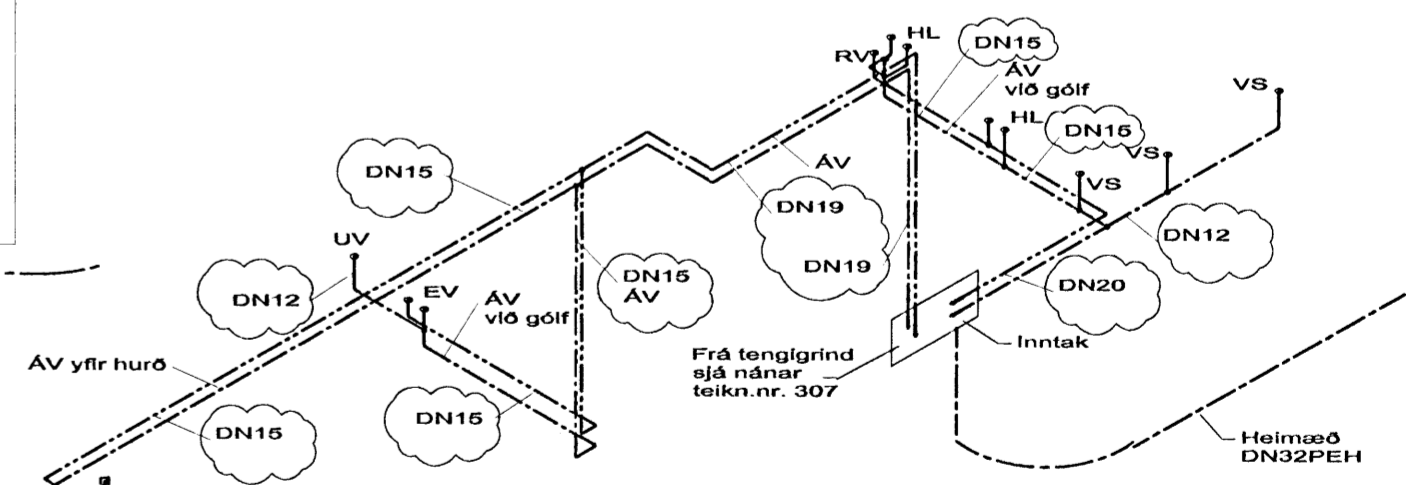 HL
DN15
RV
ÁV
við gólf
VS
HL
DN15
VS
DN15
ÁV
VS
DN19
UV
DN12
DN15
ÁV
DN19
DN12
EV
ÁV
við gólf
DN20
Inntak
Frá tengigrind
sjá nánar
teikn.nr. 307
ÁV yfir hurð
DN15
DN15
Heimæð
DN32PEH